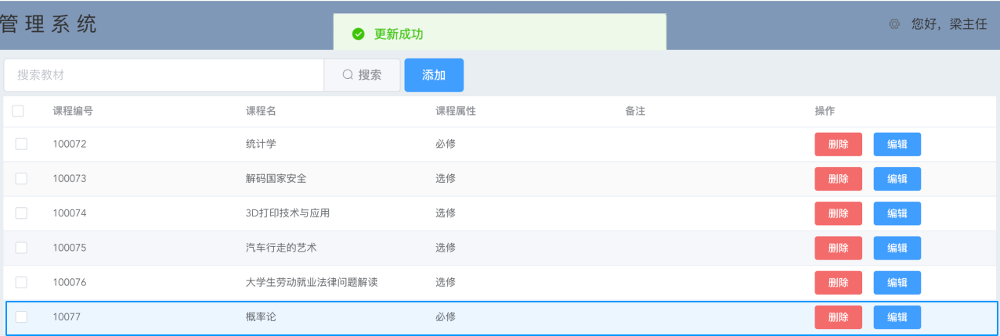 管理系统
更新成功
您好，梁主任
搜索教材 搜索 添加
课程编号 课程名 课程属性 备注 操作
100072 统计学 必修 删除 编辑
100073 解码国家安全 选修 删除 编辑
100074 3D打印技术与应用 选修 删除 编辑
100075 汽车行走的艺术 选修 删除 编辑
100076 大学生劳动就业法律问题解读 选修 删除 编辑
10077 概率论 必修 删除 编辑